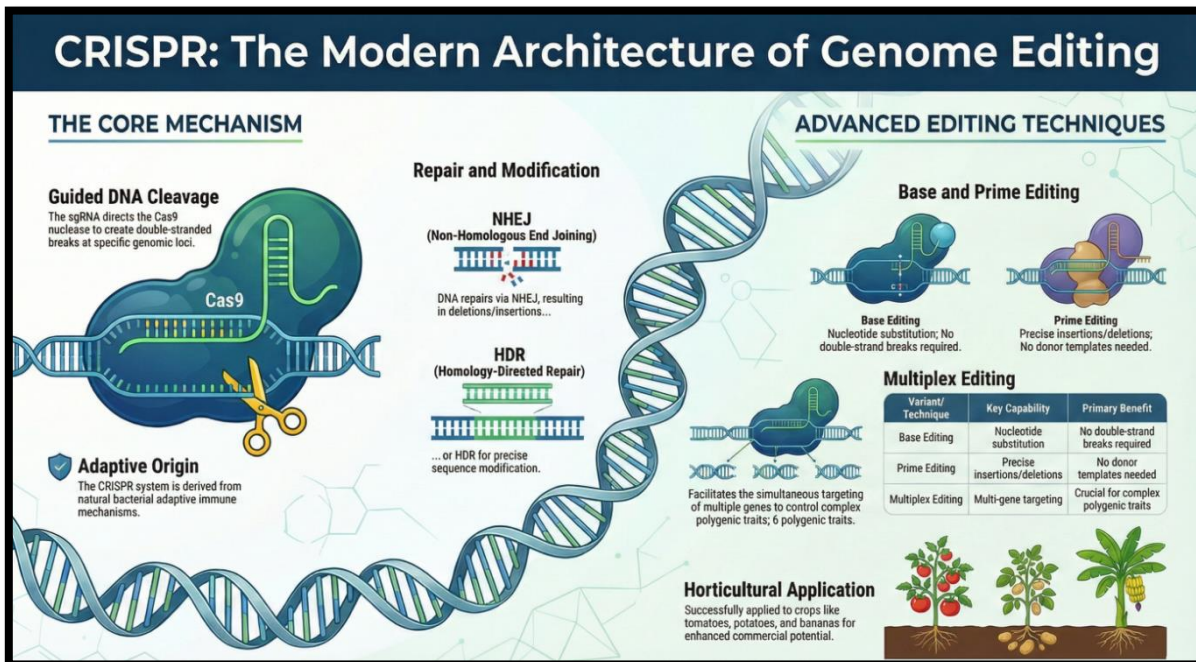 CRISPR: The Modern Architecture of Genome Editing
THE CORE MECHANISM
Guided DNA Cleavage
The sgRNA directs the Cas9
nuclease to create double-stranded
breaks at specific genomic loci.
Cas9
Adaptive Origin
The CRISPR system is derived from
natural bacterial adaptive immune
mechanisms.
Repair and Modification
NHEJ
(Non-Homologous End Joining)
DNA repairs via NHEJ, resulting
in deletions/insertions...
HDR
(Homology-Directed Repair)
... or HDR for precise
sequence modification.
ADVANCED EDITING TECHNIQUES
Base and Prime Editing
Base Editing
Nucleotide substitution; No
double-strand breaks required.
Prime Editing
Precise insertions/deletions;
No donor templates needed.
Multiplex Editing
Facilitates the simultaneous targeting
of multiple genes to control complex
polygenic traits; 6 polygenic traits.
Variant/
Technique
Key Capability
Primary Benefit
Base Editing
Nucleotide
substitution
No double-strand
breaks required
Prime Editing
Precise
insertions/deletions
No donor
templates needed
Multiplex Editing
Multi-gene targeting
Crucial for complex
polygenic traits
Horticultural Application
Successfully applied to crops like
tomatoes, potatoes, and bananas for
enhanced commercial potential.